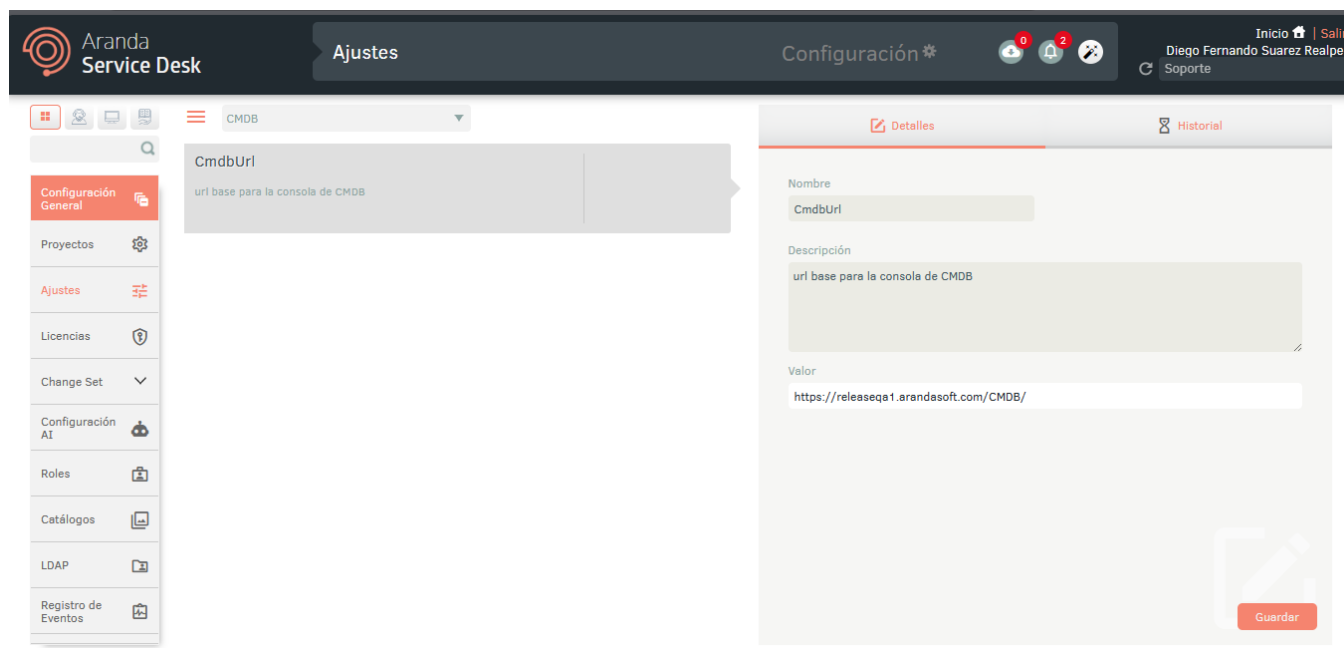 Aranda
Service Desk
Ajustes
Configuración
0
2
Inicio | Salir
Diego Fernando Suarez Realpe
Soporte
CMDB
CmdbUrl
url base para la consola de CMDB
Configuración
General
Proyectos
Ajustes
Licencias
Change Set
Configuración
AI
Roles
Catálogos
LDAP
Registro de
Eventos
Detalles
Historial
Nombre
CmdbUrl
Descripción
url base para la consola de CMDB
Valor
https://releaseqa1.arandasoft.com/CMDB/
Guardar